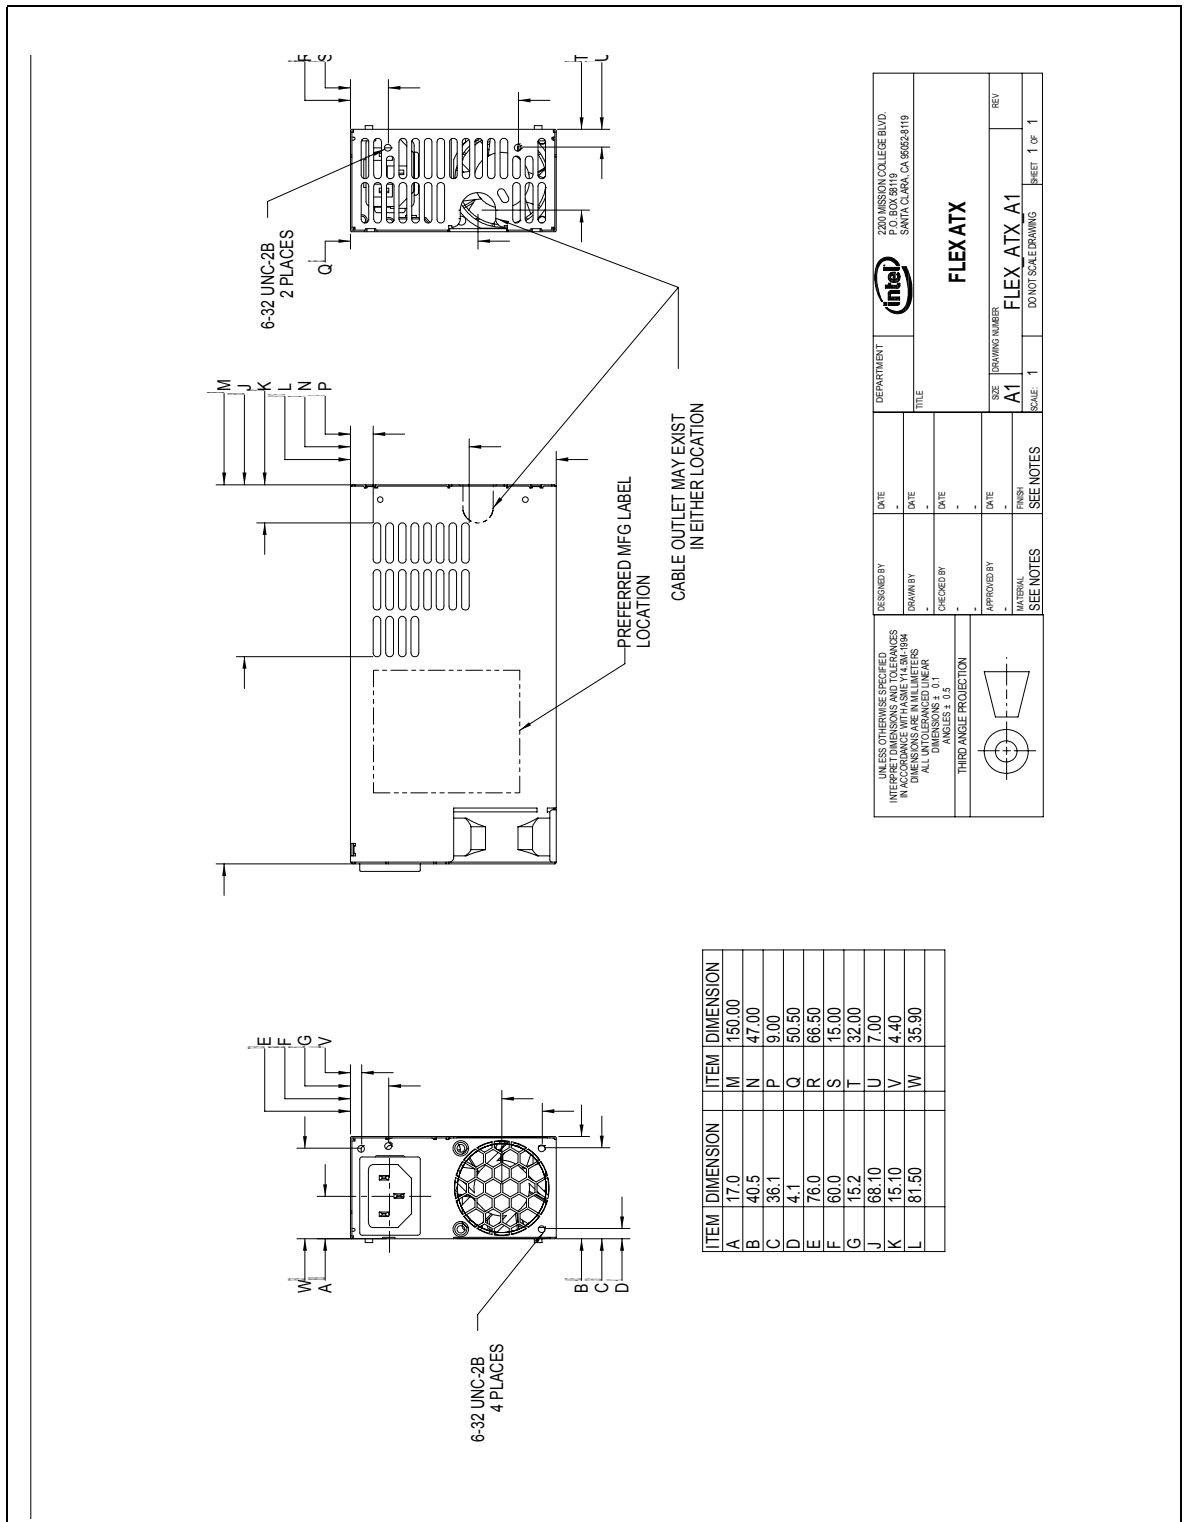 6-32 UNC-2B
4 PLACES
W
A
B
C
D
E
F
G
V
M
J
K
L
N
P
PREFERRED MFG LABEL
LOCATION
CABLE OUTLET MAY EXIST
IN EITHER LOCATION
6-32 UNC-2B
2 PLACES
Q
S
T
ITEM DIMENSION ITEM DIMENSION
A 17.0 M 150.00
B 40.5 N 47.00
C 36.1 P 9.00
D 4.1 Q 50.50
E 76.0 R 66.50
F 60.0 S 15.00
G 15.2 T 32.00
J 68.10 U 7.00
K 15.10 V 4.40
L 81.50 W 35.90
UNLESS OTHERWISE SPECIFIED
INTERPRET DIMENSIONS AND TOLERANCES
IN ACCORDANCE WITH ASME Y14.5M-1994
DIMENSIONS ARE IN MILLIMETERS
ALL UNTOLERANCED LINEAR
DIMENSIONS ± 0.1
ANGLES ± 0.5
THIRD ANGLE PROJECTION
DESIGNED BY DATE
- -
DRAWN BY DATE
- -
CHECKED BY DATE
- -
- -
APPROVED BY DATE
- -
MATERIAL FINISH
SEE NOTES SEE NOTES
DEPARTMENT
intel
2200 MISSION COLLEGE BLVD.
P.O. BOX 58119
SANTA CLARA, CA 95052-8119
TITLE
FLEX ATX
SIZE DRAWING NUMBER REV
A1 FLEX_ATX_A1
SCALE: 1 DO NOT SCALE DRAWING SHEET 1 OF 1